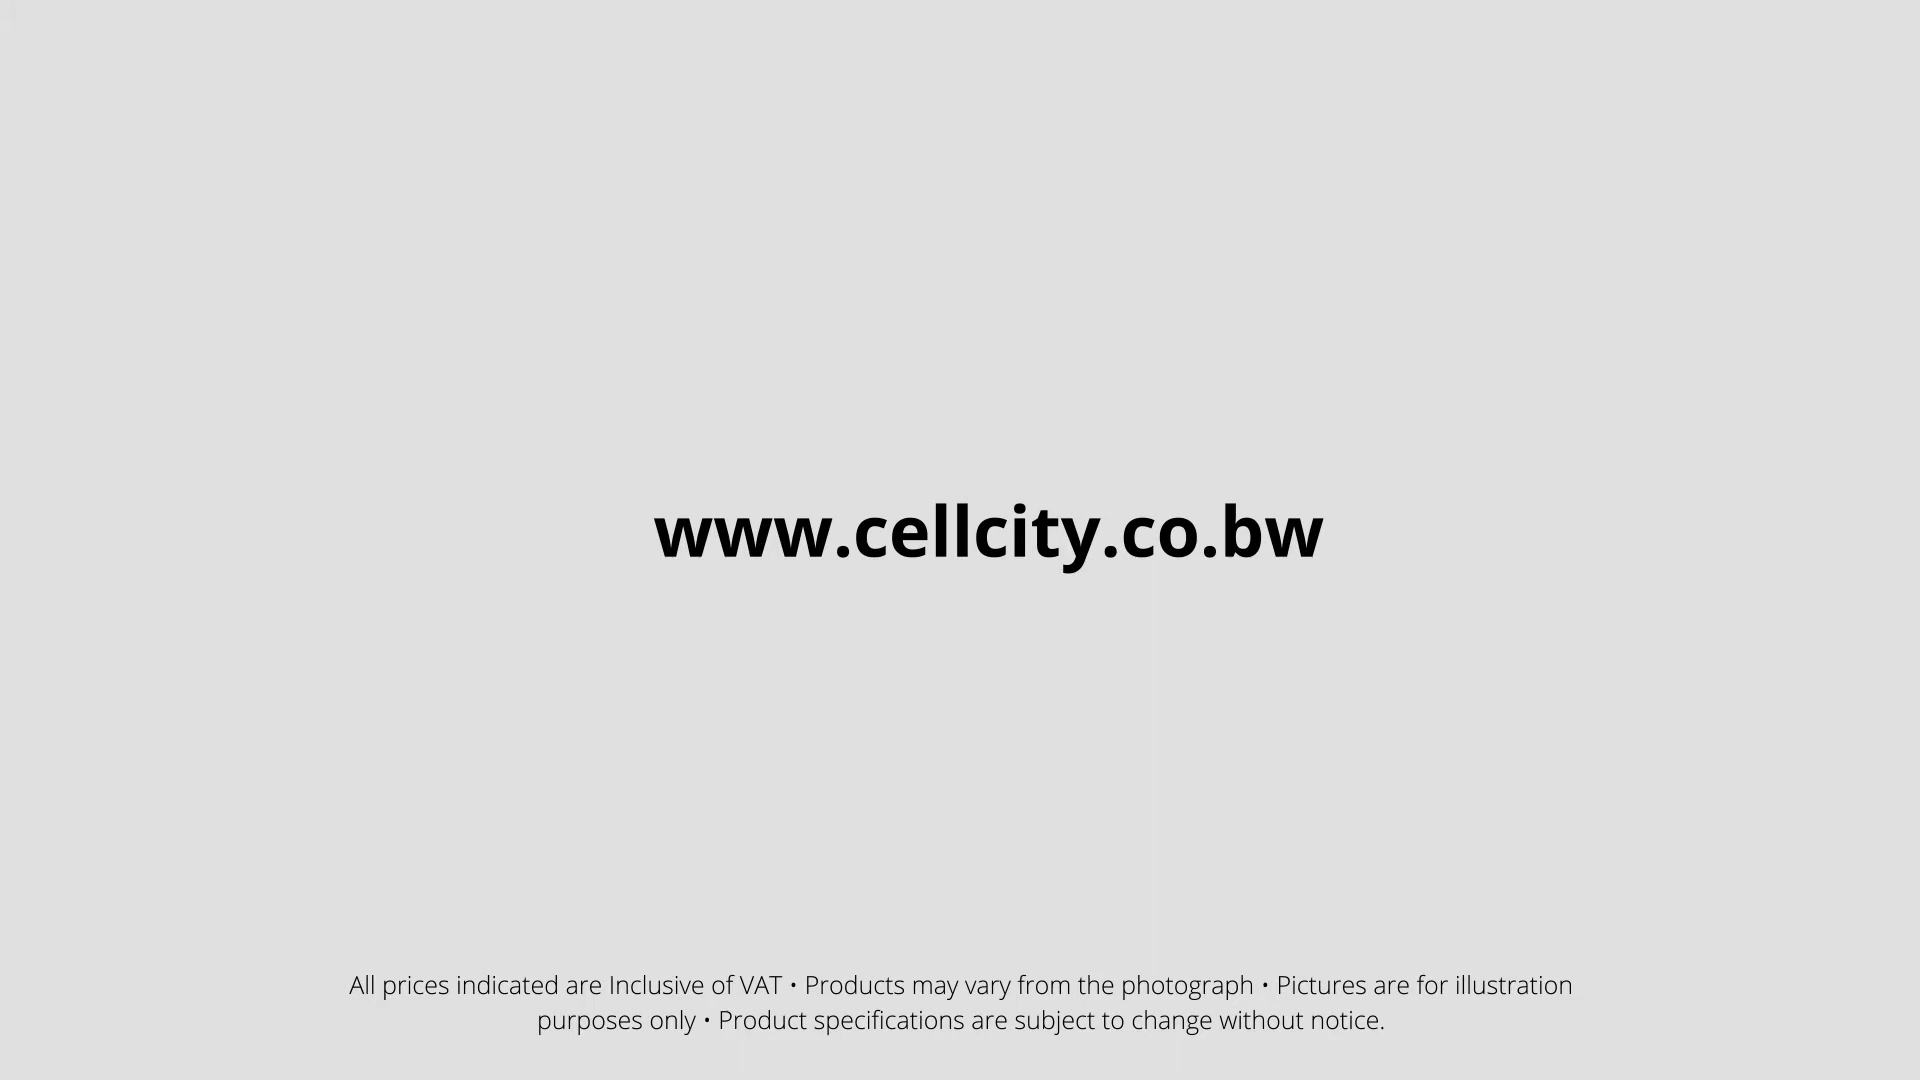 www.cellcity.co.bw
All prices indicated are Inclusive of VAT • Products may vary from the photograph • Pictures are for illustration
purposes only • Product specifications are subject to change without notice.